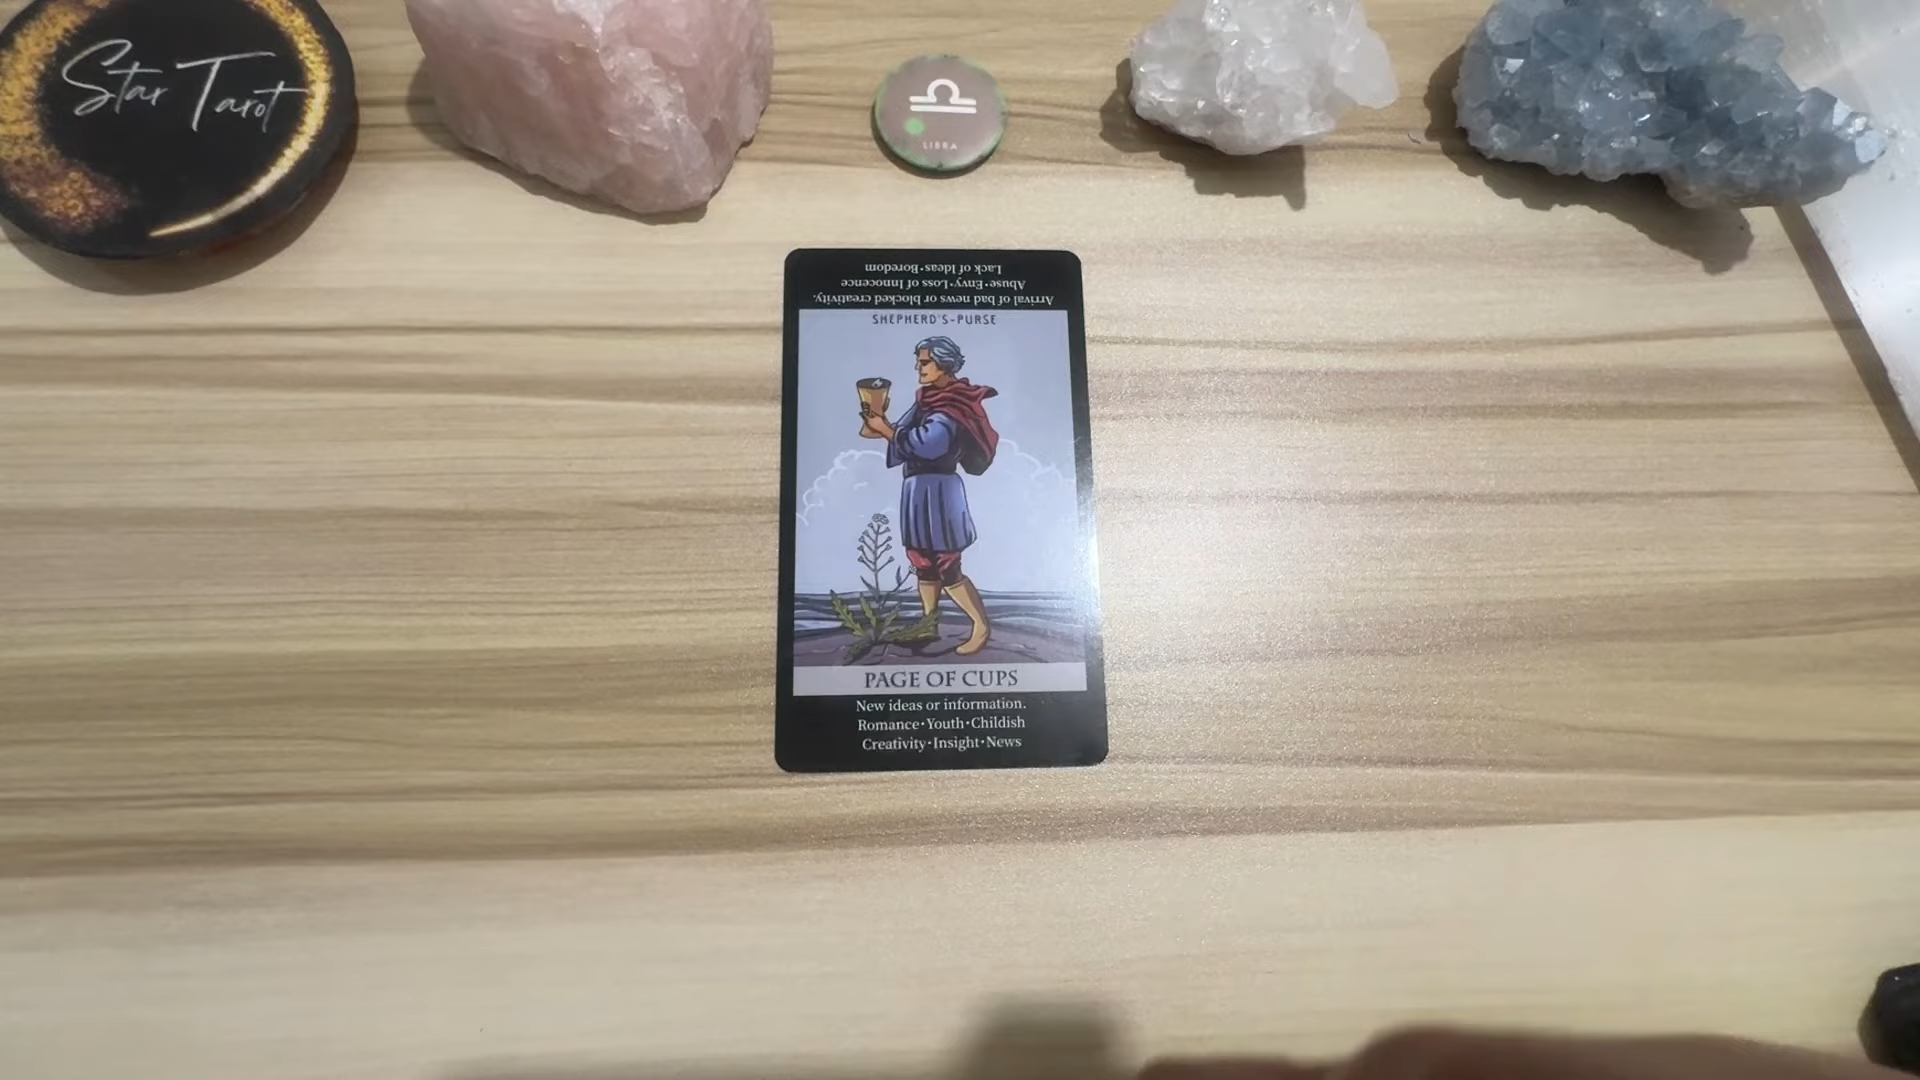 Star Tarot
LIBRA
Lack of Ideas•Boredom
Abuse•Envy•Loss of Innocence
Arrival of bad news or blocked creativity.
SHEPHERD'S-PURSE
PAGE OF CUPS
New ideas or information.
Romance•Youth•Childish
Creativity•Insight•News